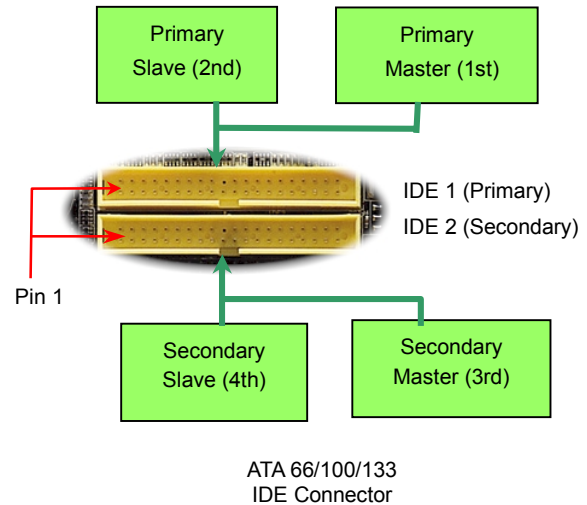 Primary
Slave (2nd)
Primary
Master (1st)
IDE 1 (Primary)
IDE 2 (Secondary)
Pin 1
Secondary
Slave (4th)
Secondary
Master (3rd)
ATA 66/100/133
IDE Connector